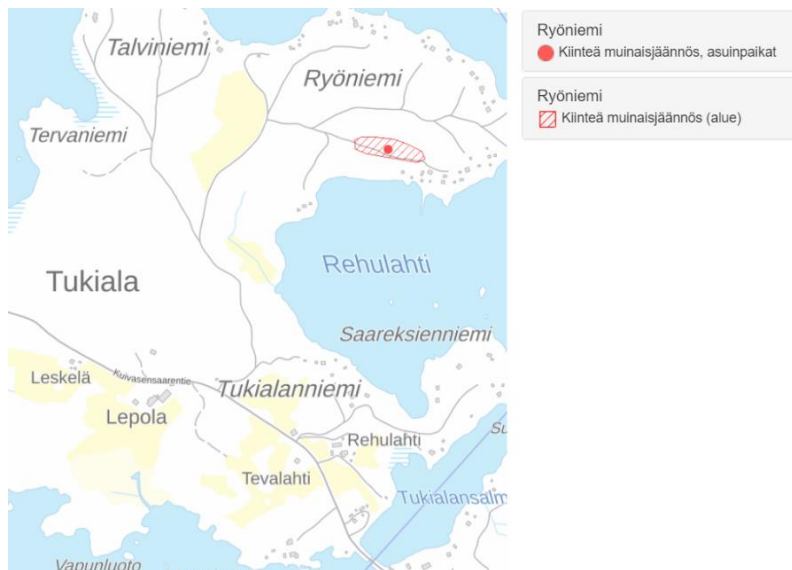 Talviniemi
Ryöniemi
Tervaniemi
Rehulahti
Tukiala
Saareksienniemi
Kuivasensaarentie
Leskelä
Tukialanniemi
Lepola
Rehulahti
Tevalahti
Tukialansalm
Vapunluoto
Ryöniemi
Kiinteä muinaisjäännös, asuinpaikat
Ryöniemi
Kiinteä muinaisjäännös (alue)